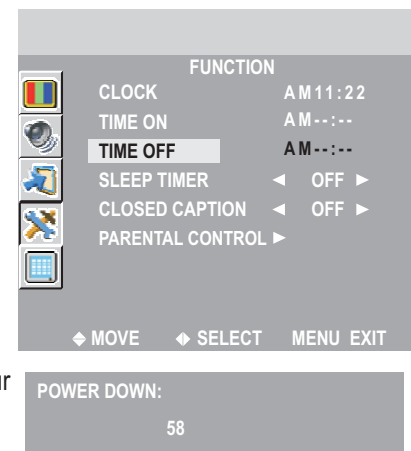 FUNCTION
CLOCK AM11:22
TIME ON AM--:--
TIME OFF AM--:--
SLEEP TIMER ◄ OFF ►
CLOSED CAPTION ◄ OFF ►
PARENTAL CONTROL ►
MOVE SELECT MENU EXIT
POWER DOWN:
58